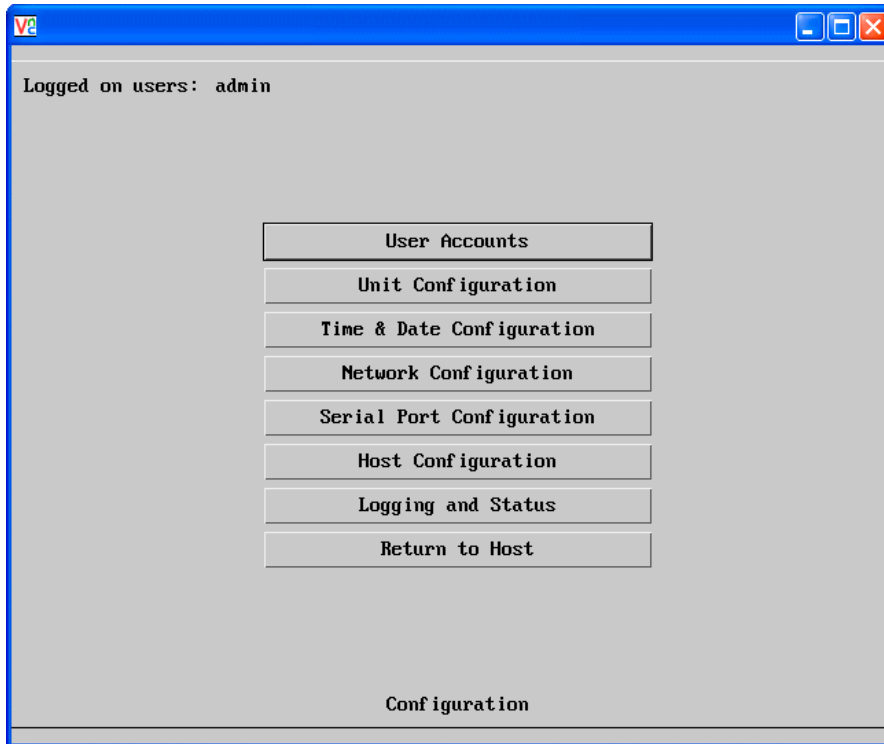 Logged on users: admin
User Accounts
Unit Configuration
Time & Date Configuration
Network Configuration
Serial Port Configuration
Host Configuration
Logging and Status
Return to Host
Configuration